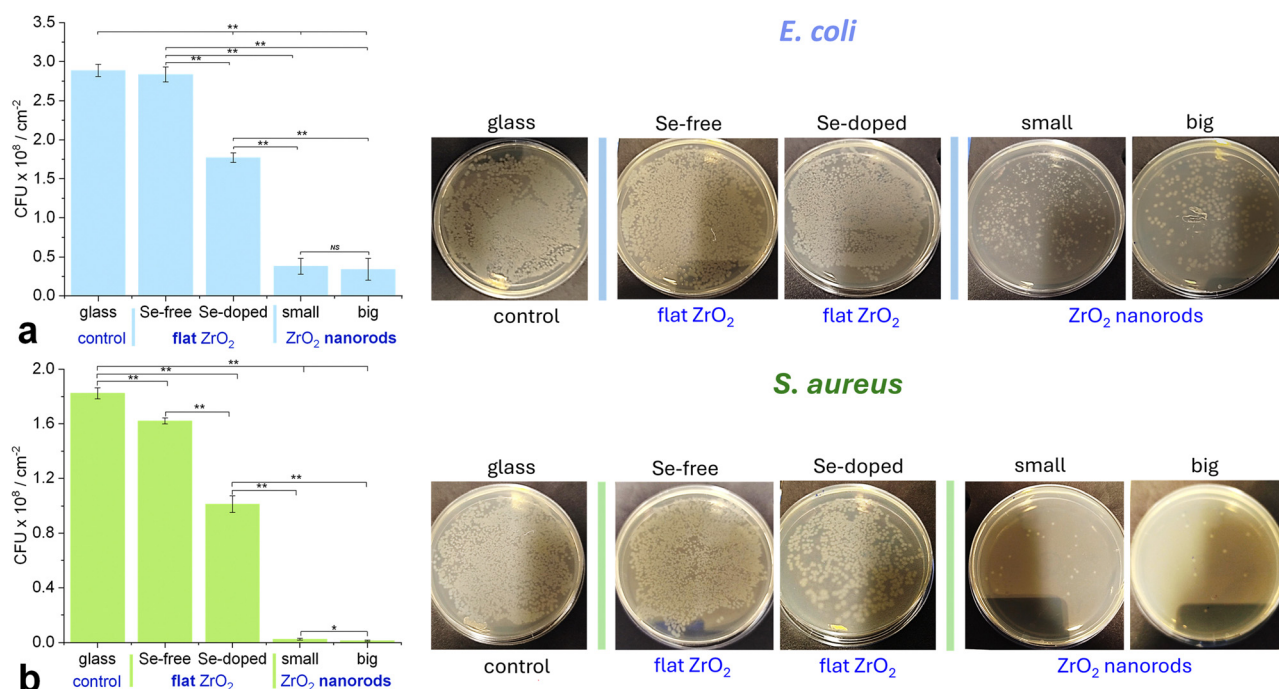 E. coli
3.5
3.0
2.5
2.0
1.5
1.0
0.5
0.0
CFU x 10⁸ / cm⁻²
**
**
**
**
**
**
NS
glass Se-free Se-doped small big
control flat ZrO₂ ZrO₂ nanorods
a
glass Se-free Se-doped small big
control flat ZrO₂ flat ZrO₂ ZrO₂ nanorods
S. aureus
2.0
1.6
1.2
0.8
0.4
0.0
CFU x 10⁸ / cm⁻²
**
**
**
**
**
**
*
glass Se-free Se-doped small big
control flat ZrO₂ ZrO₂ nanorods
b
glass Se-free Se-doped small big
control flat ZrO₂ flat ZrO₂ ZrO₂ nanorods